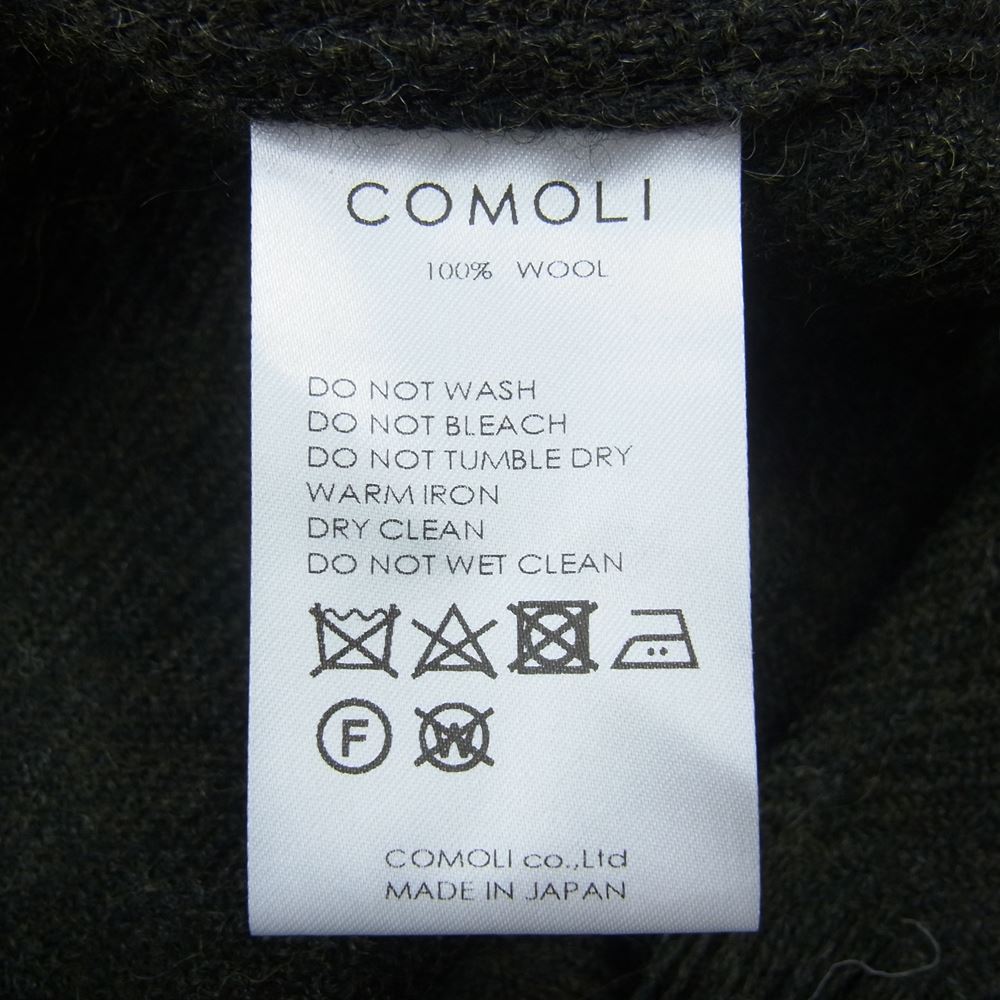 COMOLI
100% WOOL
DO NOT WASH
DO NOT BLEACH
DO NOT TUMBLE DRY
WARM IRON
DRY CLEAN
DO NOT WET CLEAN
F W
COMOLI co.,Ltd
MADE IN JAPAN